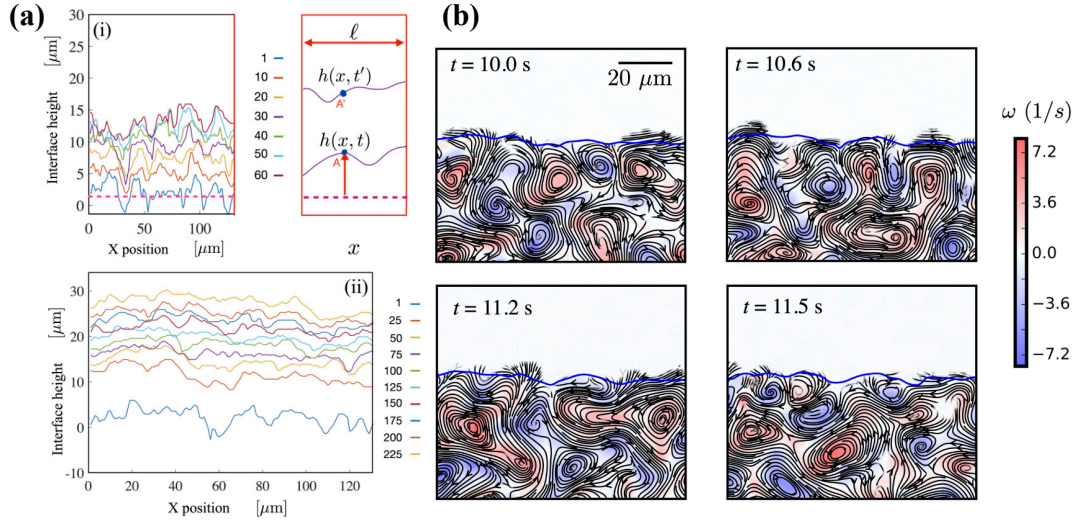 (a)
(i)
Interface height [μm]
30
25
20
15
10
5
0
0 50 100
X position [μm]
1
10
20
30
40
50
60
ℓ
h(x,t′)
A'
h(x,t)
A
x
(ii)
Interface height [μm]
30
20
10
0
-10
0 20 40 60 80 100 120
X position [μm]
1
25
50
75
100
125
150
175
200
225
(b)
t = 10.0 s
20 μm
t = 10.6 s
t = 11.2 s
t = 11.5 s
ω (1/s)
7.2
3.6
0.0
−3.6
−7.2